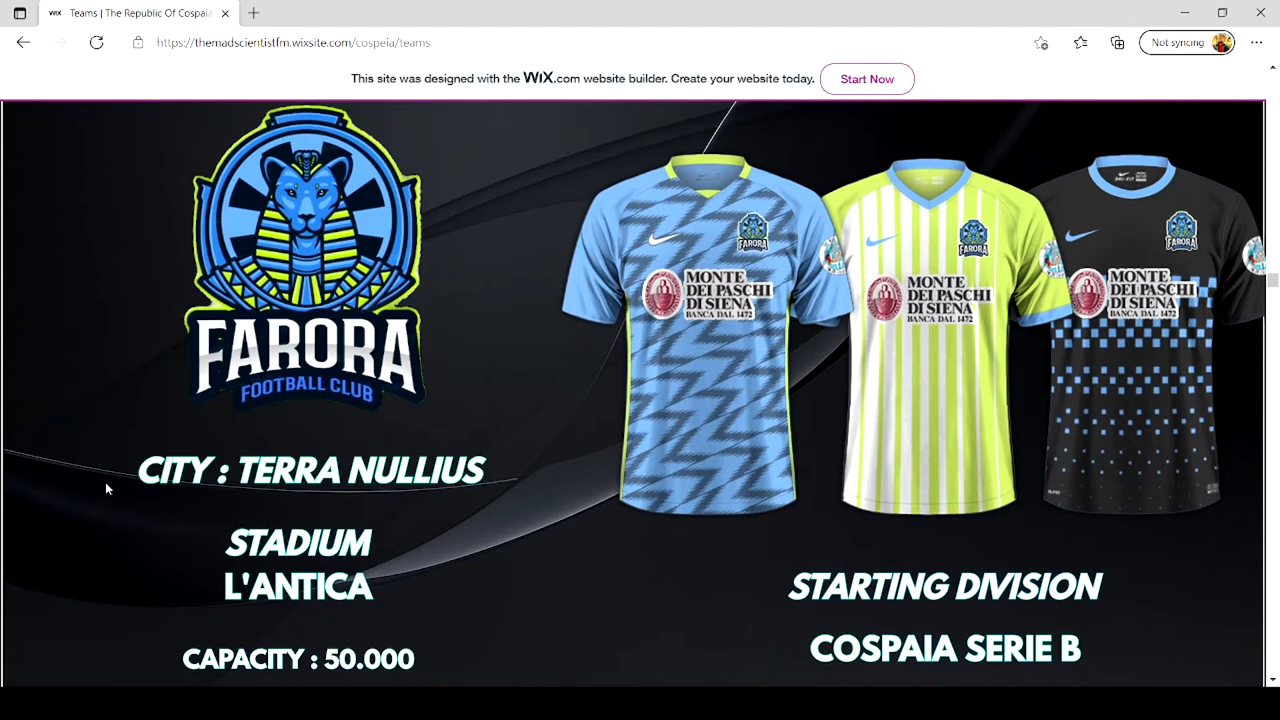 WiX Teams | The Republic Of Cospaia
https://themadscientistfm.wixsite.com/cospeia/teams
Not syncing
This site was designed with the WiX.com website builder. Create your website today.
Start Now
FARORA
FOOTBALL CLUB
CITY : TERRA NULLIUS
STADIUM
L'ANTICA
CAPACITY : 50.000
FARORA
MONTE
DEI PASCHI
DI SIENA
BANCA DAL 1472
FARORA
MONTE
DEI PASCHI
DI SIENA
BANCA DAL 1472
DRI-FIT
FARORA
MONTE
DEI PASCHI
DI SIENA
BANCA DAL 1472
STARTING DIVISION
COSPAIA SERIE B